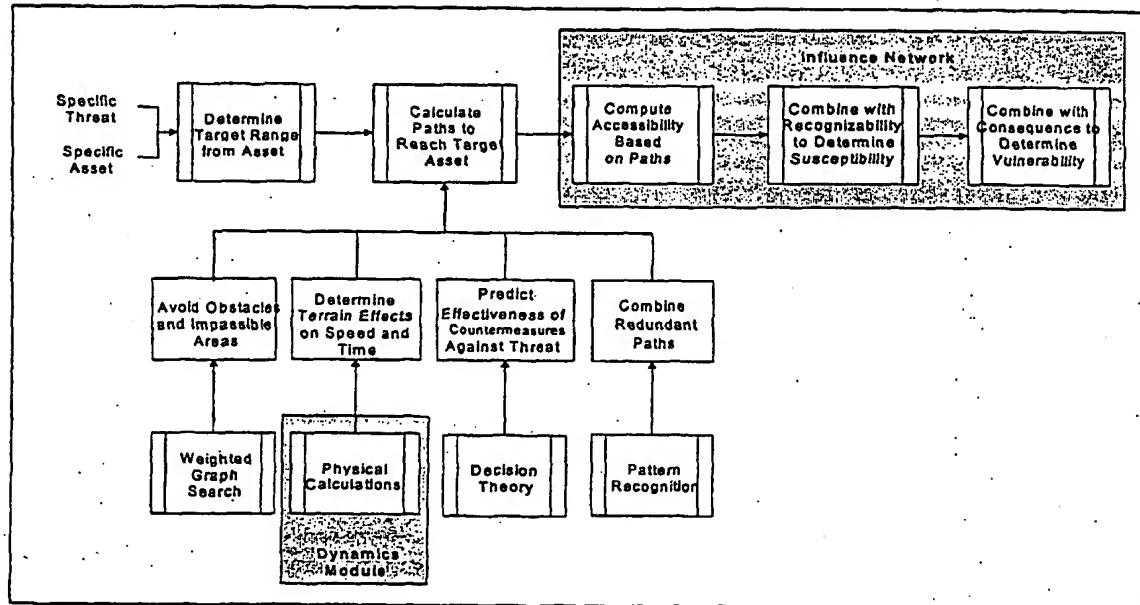 Influence Network
Specific
Threat
Specific
Asset
Determine
Target Range
from Asset
Calculate
Paths to
Reach Target
Asset
Compute
Accessibility
Based
on Paths
Combine with
Recognizability
to Determine
Susceptibility
Combine with
Consequence to
Determine
Vulnerability
Avoid Obstacles
and Impassible
Areas
Determine
Terrain Effects
on Speed and
Time
Predict
Effectiveness of
Countermeasures
Against Threat
Combine
Redundant
Paths
Weighted
Graph
Search
Physical
Calculations
Decision
Theory
Pattern
Recognition
Dynamics
Module